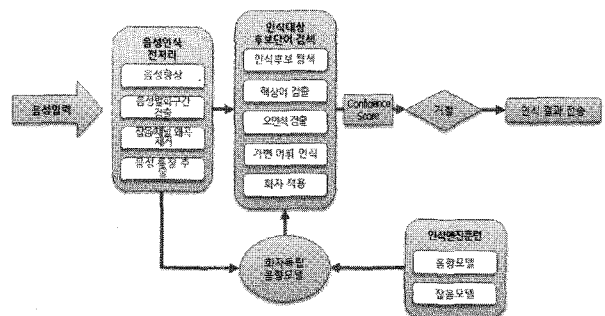 음성입력
음성인식
전처리
음성향상
음성발화구간
검출
잡음채널 왜곡
제거
음성 특징 추
출
인식대상
후보단어 검색
인식후보 탐색
핵심어 검출
오인식 검출
가변 어휘 인식
화자 적응
Confidence
Score
결정
인식 결과 전송
화자독립
음향모델
인식엔진훈련
음향모델
잡음모델